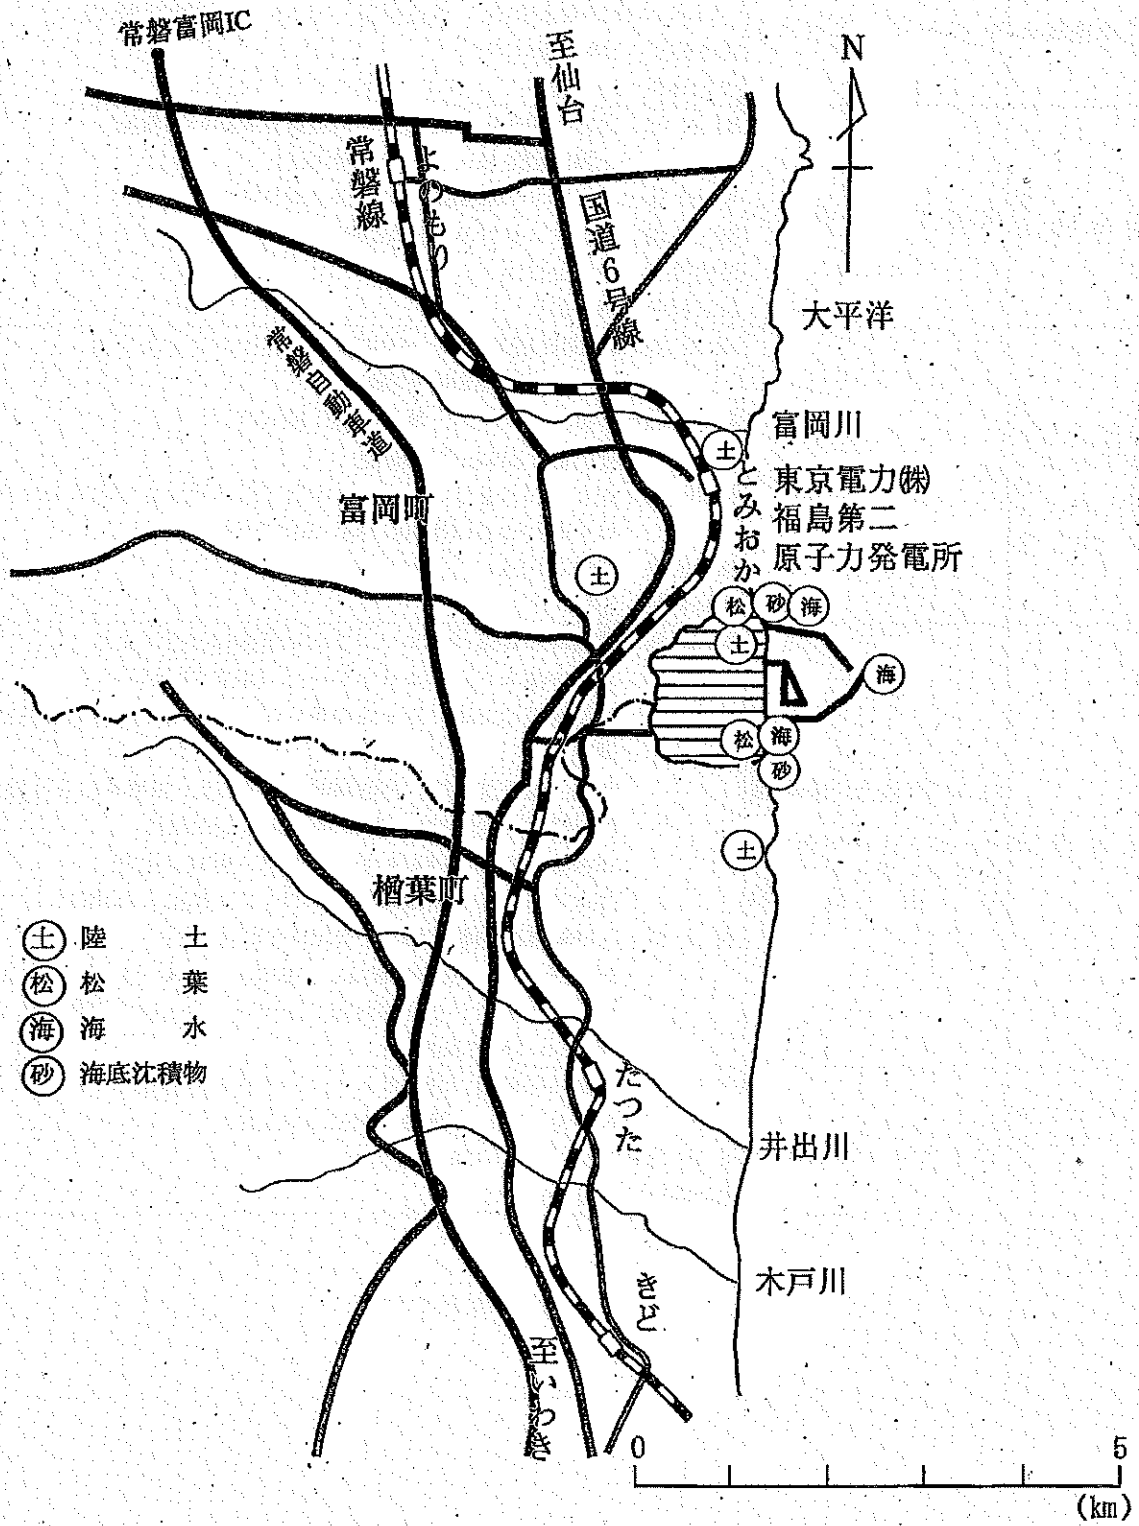 常磐富岡IC
至仙台
N
常磐線
よのもり
国道6号線
大平洋
常磐自動車道
富岡川
土
とみおか
東京電力㈱
福島第二
原子力発電所
富岡町
土
松
砂
海
土
海
松
海
砂
土
楢葉町
土 陸土
松 松葉
海 海水
砂 海底沈積物
たつた
井出川
木戸川
きど
至いわき
0
5
(km)